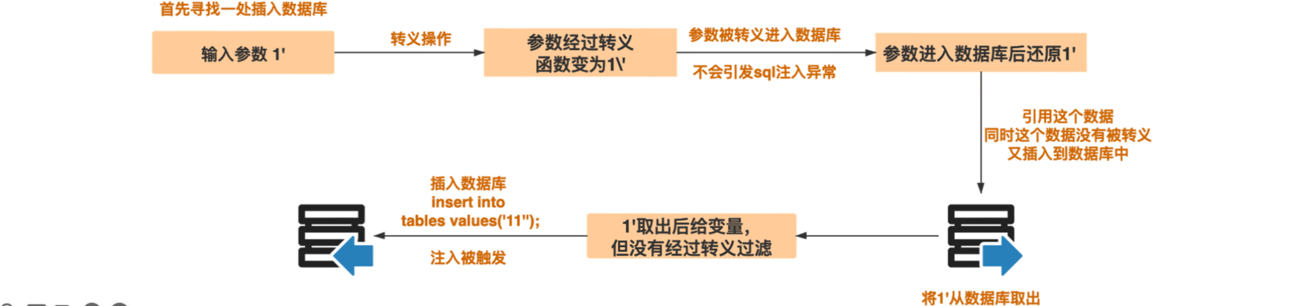 首先寻找一处插入数据库
输入参数 1'
转义操作
参数经过转义
函数变为1\'
参数被转义进入数据库
不会引发sql注入异常
参数进入数据库后还原1'
引用这个数据
同时这个数据没有被转义
又插入到数据库中
将1'从数据库取出
1'取出后给变量，
但没有经过转义过滤
插入数据库
insert into
tables values('11'');
注入被触发